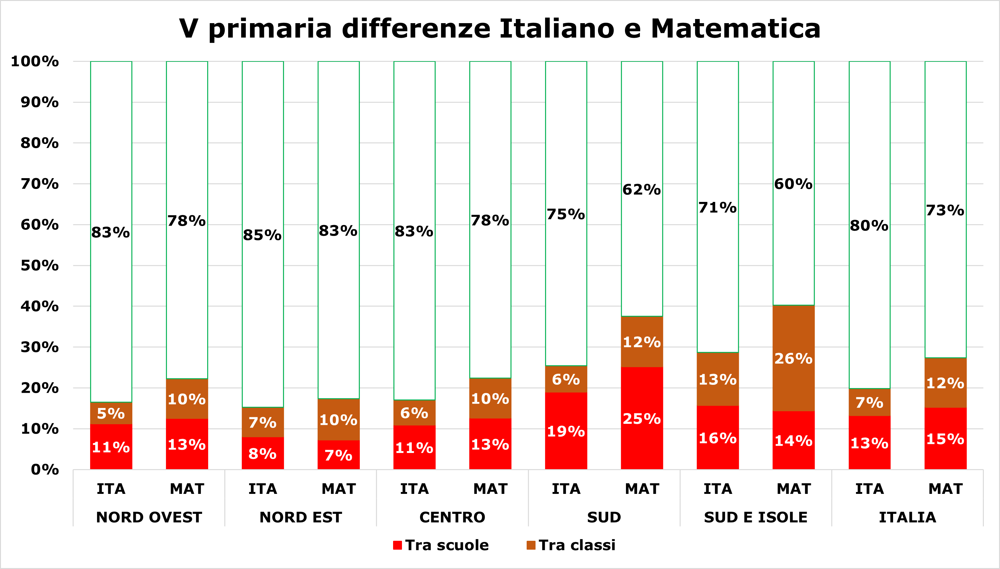 V primaria differenze Italiano e Matematica
100%
90%
80%
70%
60%
50%
40%
30%
20%
10%
0%
83% 78% 85% 83% 83% 78% 75% 62% 71% 60% 80% 73%
5% 10% 7% 10% 6% 10% 6% 12% 13% 26% 7% 12%
11% 13% 8% 7% 11% 13% 19% 25% 16% 14% 13% 15%
ITA MAT ITA MAT ITA MAT ITA MAT ITA MAT ITA MAT
NORD OVEST NORD EST CENTRO SUD SUD E ISOLE ITALIA
Tra scuole Tra classi